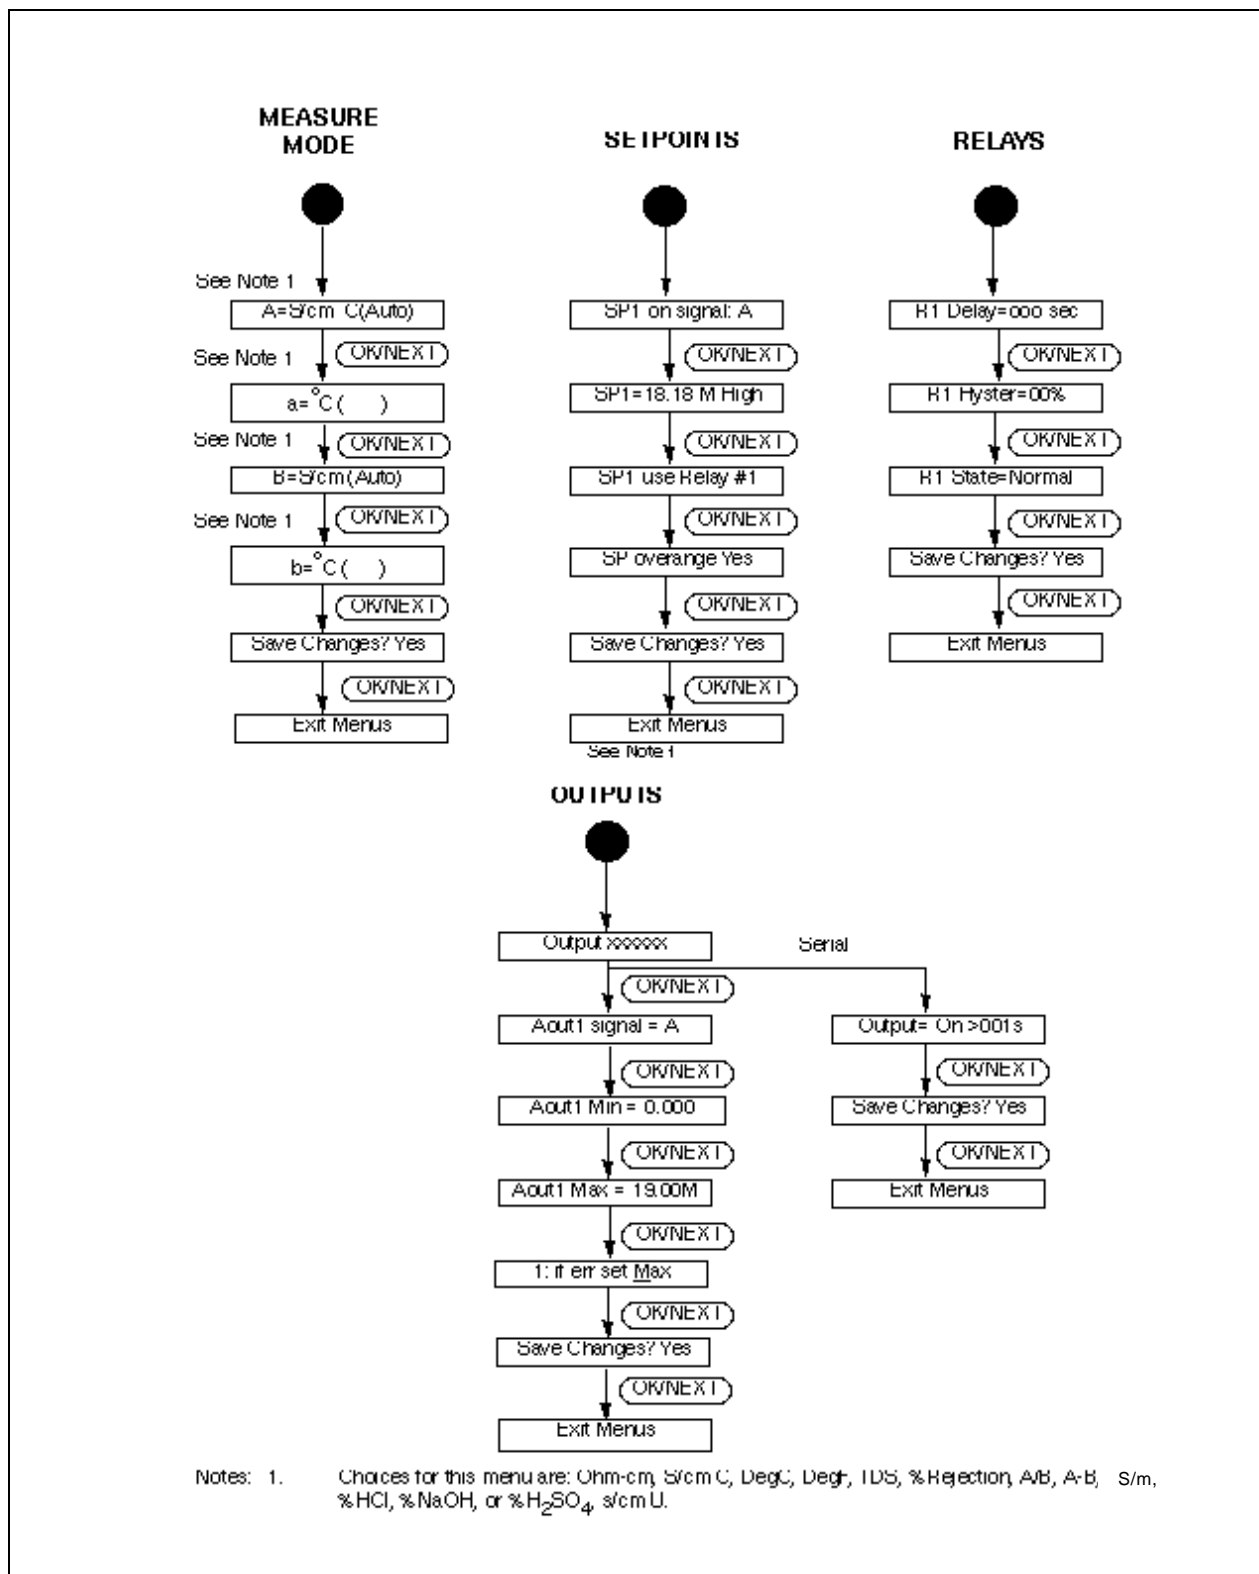 MEASURE
MODE
See Note 1
A=S/cm C(Auto)
OK/NEXT
See Note 1
a=°C ( )
See Note 1
OK/NEXT
B=S/cm (Auto)
See Note 1
OK/NEXT
b=°C ( )
OK/NEXT
Save Changes? Yes
OK/NEXT
Exit Menus
SETPOINTS
SP1 on signal: A
OK/NEXT
SP1=18.18 M High
OK/NEXT
SP1 use Relay #1
OK/NEXT
SP overange Yes
OK/NEXT
Save Changes? Yes
OK/NEXT
Exit Menus
See Note 1
RELAYS
R1 Delay=ooo sec
OK/NEXT
R1 Hyster=00%
OK/NEXT
R1 State=Normal
OK/NEXT
Save Changes? Yes
OK/NEXT
Exit Menus
OUTPUTS
Output xxxxxx
Serial
OK/NEXT
Aout1 signal = A
OK/NEXT
Aout1 Min = 0.000
OK/NEXT
Aout1 Max = 19.00M
OK/NEXT
1: if err set Max
OK/NEXT
Save Changes? Yes
OK/NEXT
Exit Menus
Output= On >001s
OK/NEXT
Save Changes? Yes
OK/NEXT
Exit Menus
Notes: 1. Choices for this menu are: Ohm-cm, S/cm C, DegC, DegF, TDS, % Rejection, A/B, A-B, S/m,
% HCl, % NaOH, or % H2SO4, s/cm U.